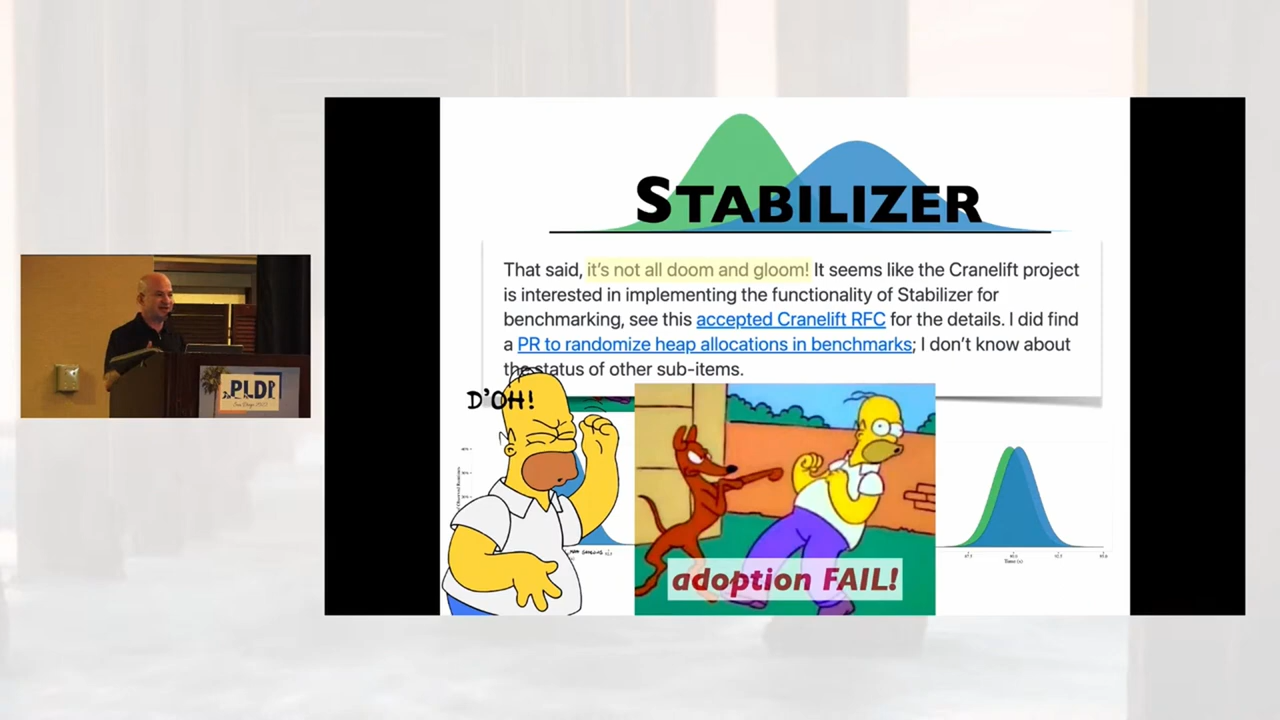 STABILIZER
That said, it's not all doom and gloom! It seems like the Cranelift project
is interested in implementing the functionality of Stabilizer for
benchmarking, see this accepted Cranelift RFC for the details. I did find
a PR to randomize heap allocations in benchmarks; I don't know about
the status of other sub-items.
D'OH!
adoption FAIL!
Time (s)
PLDI